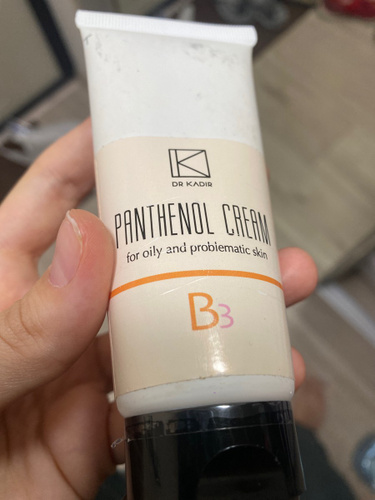 DR KADIR
PANTHENOL CREAM
for oily and problematic skin
B3